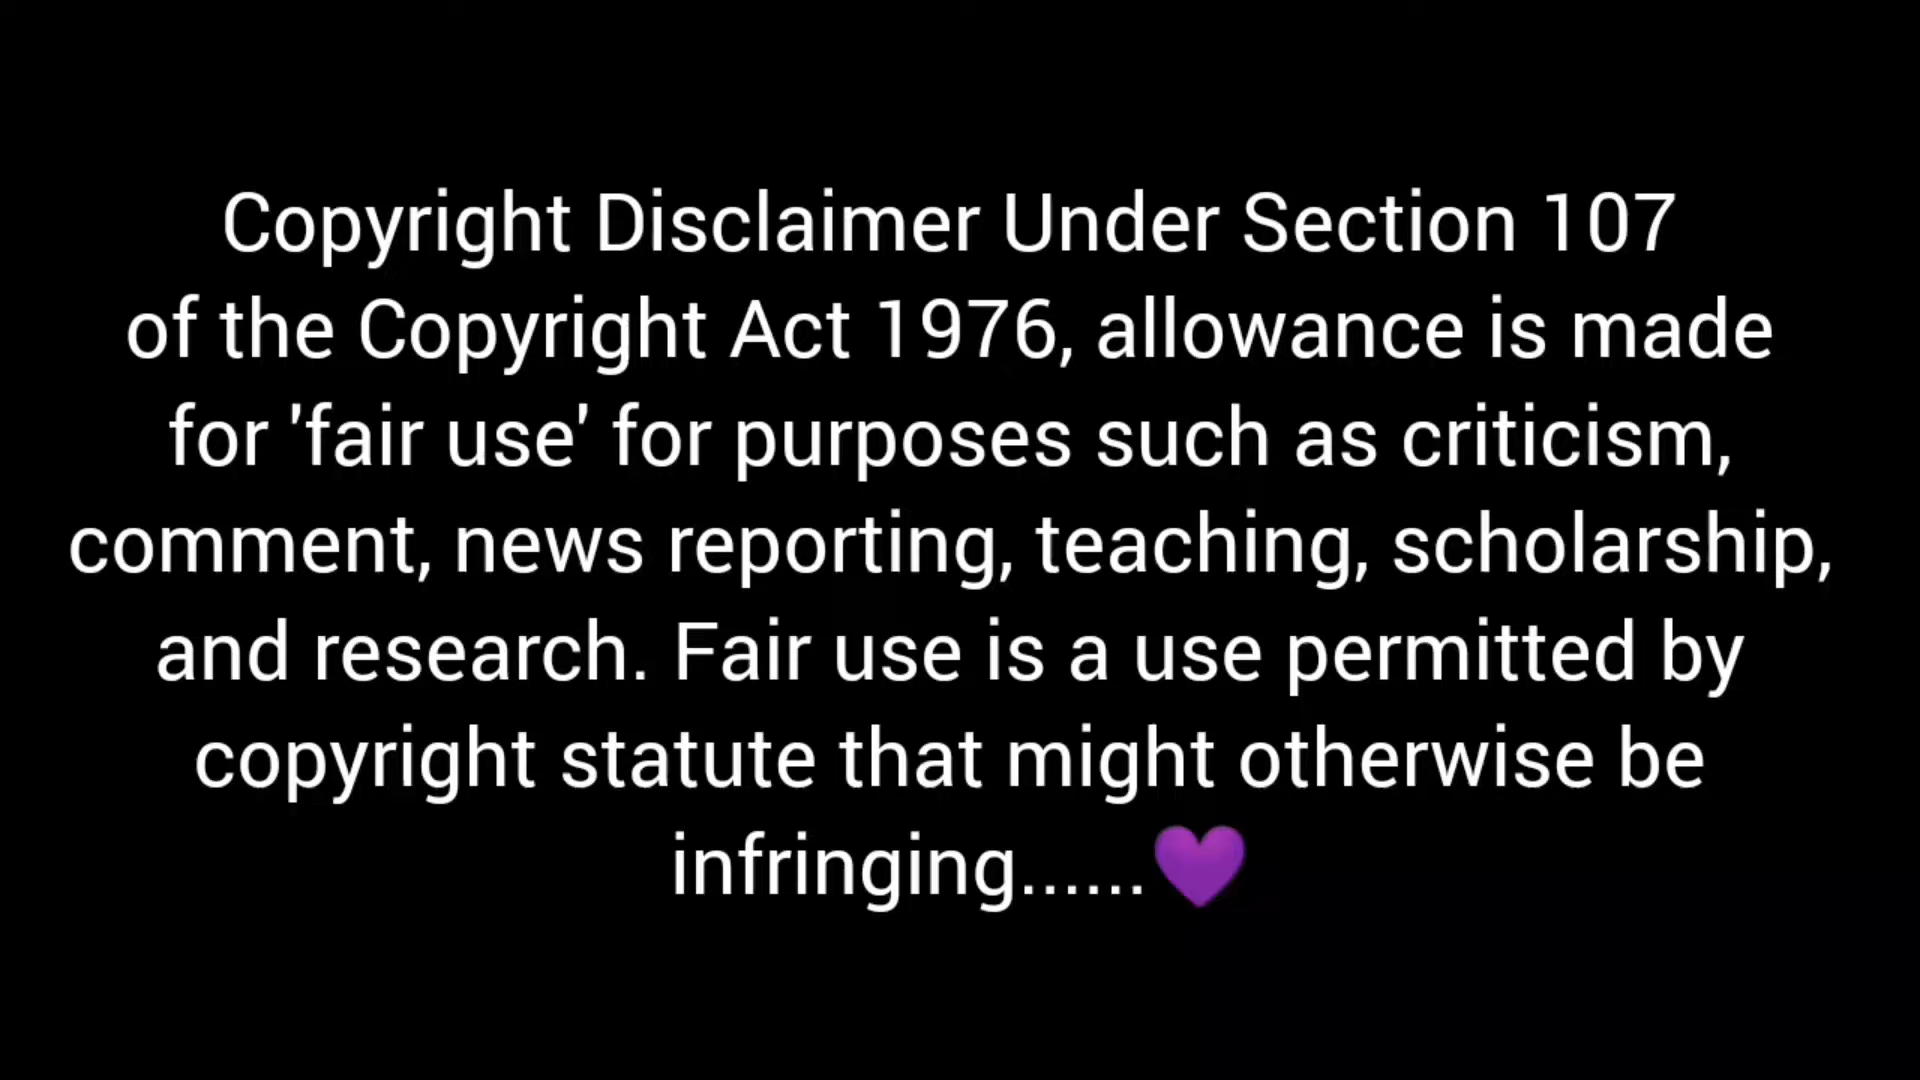 Copyright Disclaimer Under Section 107
of the Copyright Act 1976, allowance is made
for 'fair use' for purposes such as criticism,
comment, news reporting, teaching, scholarship,
and research. Fair use is a use permitted by
copyright statute that might otherwise be
infringing......💜